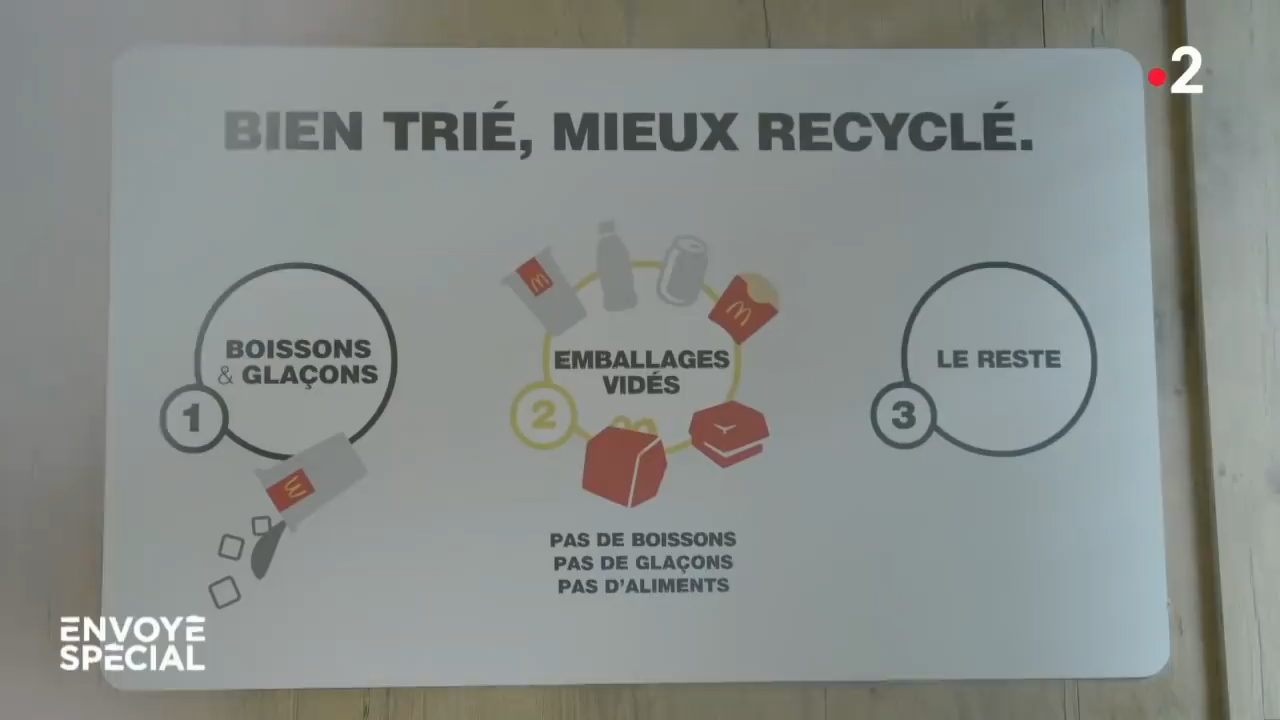 2
BIEN TRIÉ, MIEUX RECYCLÉ.
BOISSONS
& GLAÇONS
1
EMBALLAGES
VIDÉS
2
PAS DE BOISSONS
PAS DE GLAÇONS
PAS D'ALIMENTS
LE RESTE
3
ENVOYÉ
SPÉCIAL